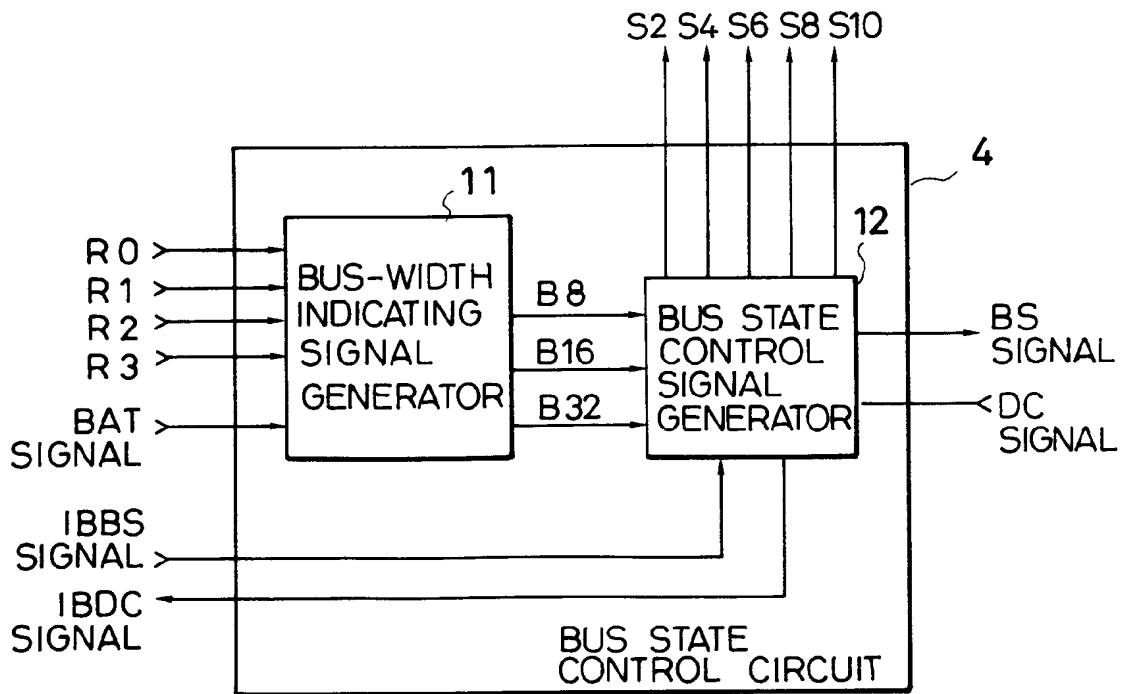 S2 S4 S6 S8 S10
4
11
12
R0
R1
R2
R3
BAT
SIGNAL
IBBS
SIGNAL
IBDC
SIGNAL
BUS-WIDTH
INDICATING
SIGNAL
GENERATOR
B8
B16
B32
BUS STATE
CONTROL
SIGNAL
GENERATOR
BS
SIGNAL
DC
SIGNAL
BUS STATE
CONTROL CIRCUIT